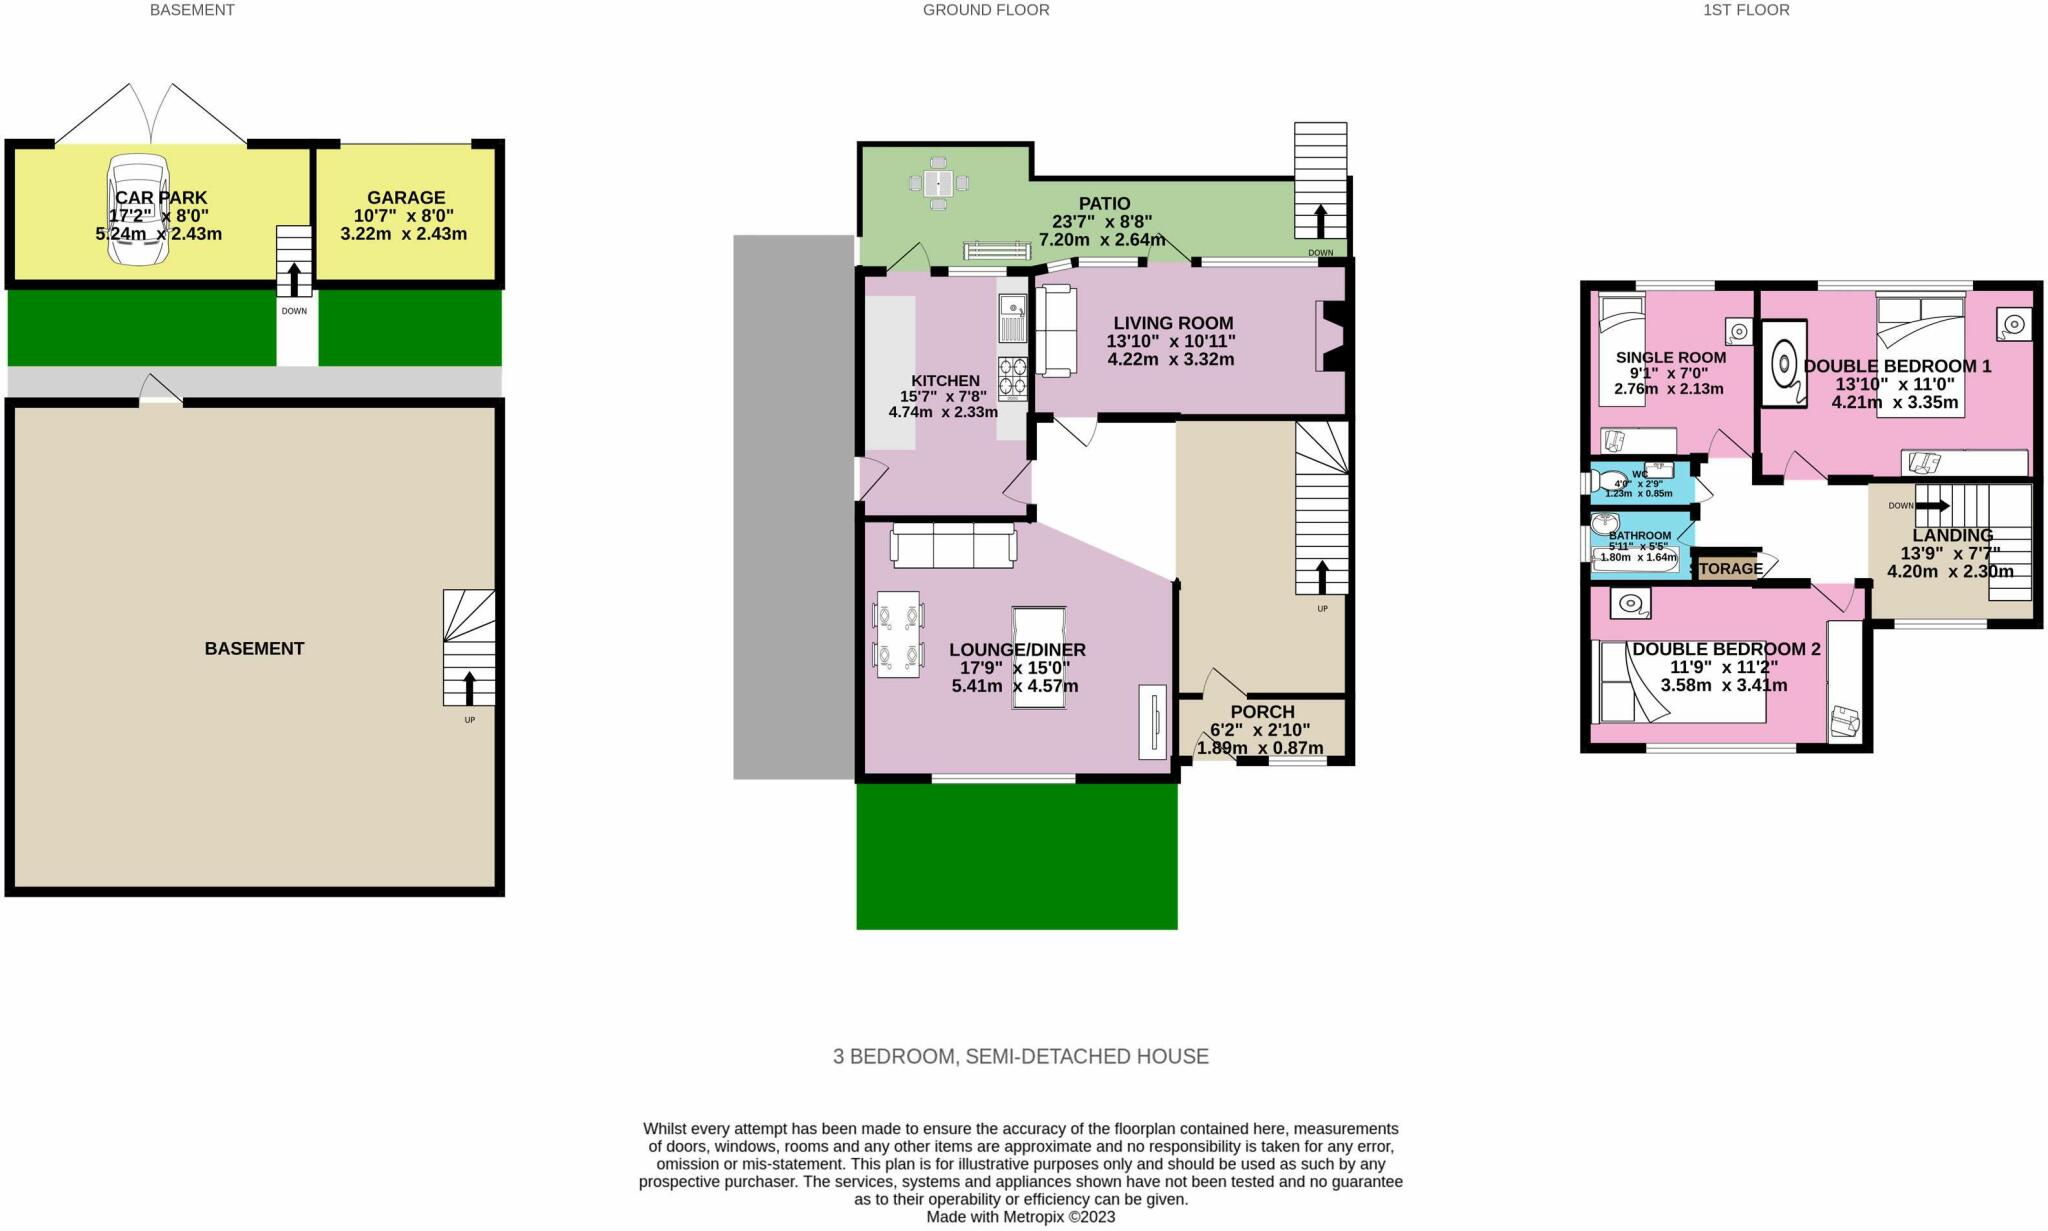 BASEMENT
GROUND FLOOR
1ST FLOOR
CAR PARK
17'2" x 8'0"
5.24m x 2.43m
GARAGE
10'7" x 8'0"
3.22m x 2.43m
DOWN
BASEMENT
UP
PATIO
23'7" x 8'8"
7.20m x 2.64m
DOWN
LIVING ROOM
13'10" x 10'11"
4.22m x 3.32m
KITCHEN
15'7" x 7'8"
4.74m x 2.33m
UP
LOUNGE/DINER
17'9" x 15'0"
5.41m x 4.57m
PORCH
6'2" x 2'10"
1.89m x 0.87m
SINGLE ROOM
9'1" x 7'0"
2.76m x 2.13m
DOUBLE BEDROOM 1
13'10" x 11'0"
4.21m x 3.35m
WC
4'0" x 2'9"
1.23m x 0.85m
BATHROOM
5'11" x 5'5"
1.80m x 1.64m
STORAGE
DOWN
LANDING
13'9" x 7'7"
4.20m x 2.30m
DOUBLE BEDROOM 2
11'9" x 11'2"
3.58m x 3.41m
3 BEDROOM, SEMI-DETACHED HOUSE
Whilst every attempt has been made to ensure the accuracy of the floorplan contained here, measurements
of doors, windows, rooms and any other items are approximate and no responsibility is taken for any error,
omission or mis-statement. This plan is for illustrative purposes only and should be used as such by any
prospective purchaser. The services, systems and appliances shown have not been tested and no guarantee
as to their operability or efficiency can be given.
Made with Metropix ©2023